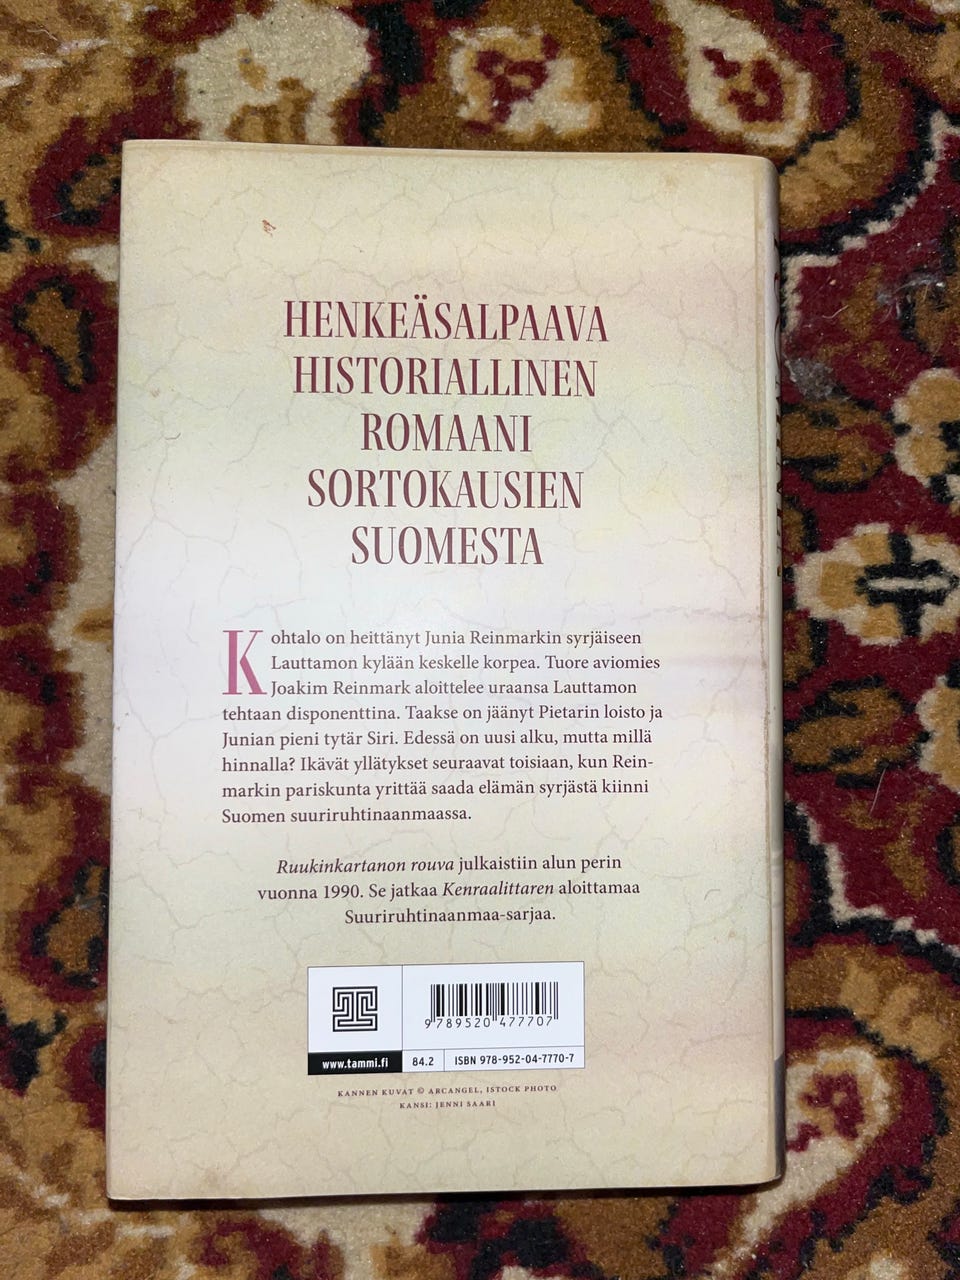 HENKEÄSALPAAVA
HISTORIALLINEN
ROMAANI
SORTOKAUSIEN
SUOMESTA
Kohtalo on heittänyt Junia Reinmarkin syrjäiseen
Lauttamon kylään keskelle korpea. Tuore aviomies
Joakim Reinmark aloittelee uraansa Lauttamon
tehtaan disponenttina. Taakse on jäänyt Pietarin loisto ja
Junian pieni tytär Siri. Edessä on uusi alku, mutta millä
hinnalla? Ikävät yllätykset seuraavat toisiaan, kun Rein-
markin pariskunta yrittää saada elämän syrjästä kiinni
Suomen suuriruhtinaanmaassa.
Ruukinkartanon rouva julkaistiin alun perin
vuonna 1990. Se jatkaa Kenraalittaren aloittamaa
Suuriruhtinaanmaa-sarjaa.
9 789520 477707
www.tammi.fi 84.2 ISBN 978-952-04-7770-7
KANNEN KUVAT © ARCANGEL, ISTOCK PHOTO
KANSI: JENNI SAARI